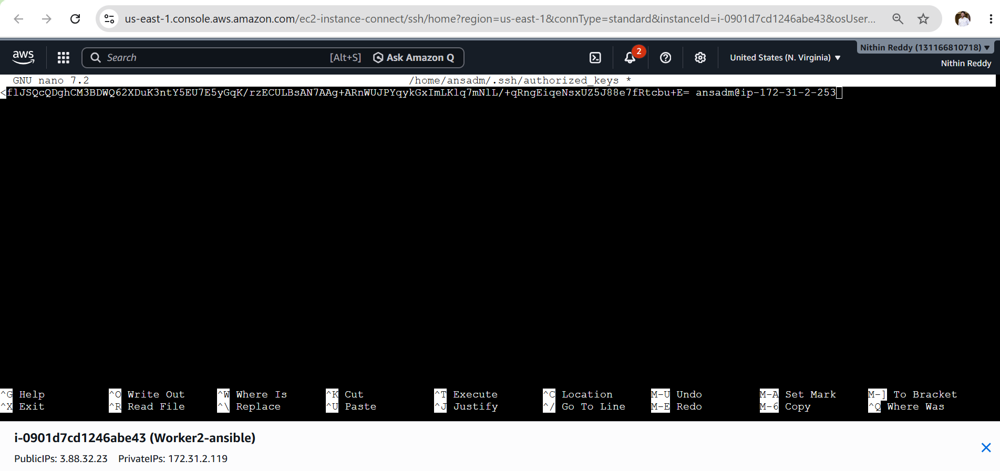 us-east-1.console.aws.amazon.com/ec2-instance-connect/ssh/home?region=us-east-1&connType=standard&instanceId=i-0901d7cd1246abe43&osUser...
aws
Search [Alt+S] Ask Amazon Q
2
United States (N. Virginia) ▼
Nithin Reddy (131166810718) ▼
Nithin Reddy
GNU nano 7.2 /home/ansadm/.ssh/authorized_keys *
<flJSQcQDghCM3BDWQ62XDuK3ntY5EU7E5yGqK/rzECULBsAN7AAg+ARnWUJPYqykGxImLKlq7mNlL/+qRngEiqeNsxUZ5J88e7fRtcbu+E= ansadm@ip-172-31-2-253
^G Help ^O Write Out ^W Where Is ^K Cut ^T Execute ^C Location M-U Undo M-A Set Mark M-] To Bracket
^X Exit ^R Read File ^\ Replace ^U Paste ^J Justify ^/ Go To Line M-E Redo M-6 Copy ^Q Where Was
i-0901d7cd1246abe43 (Worker2-ansible)
PublicIPs: 3.88.32.23 PrivateIPs: 172.31.2.119